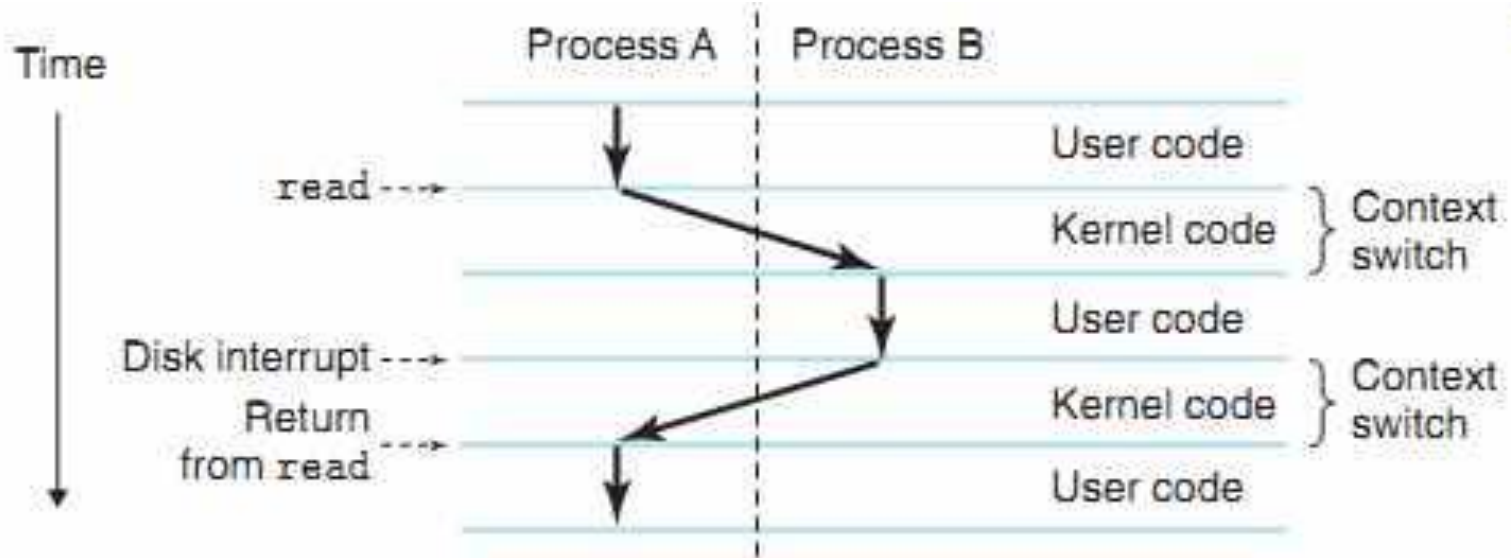 Process A
Process B
Time
User code
read
Kernel code
Context
switch
User code
Disk interrupt
Kernel code
Context
switch
Return
from read
User code